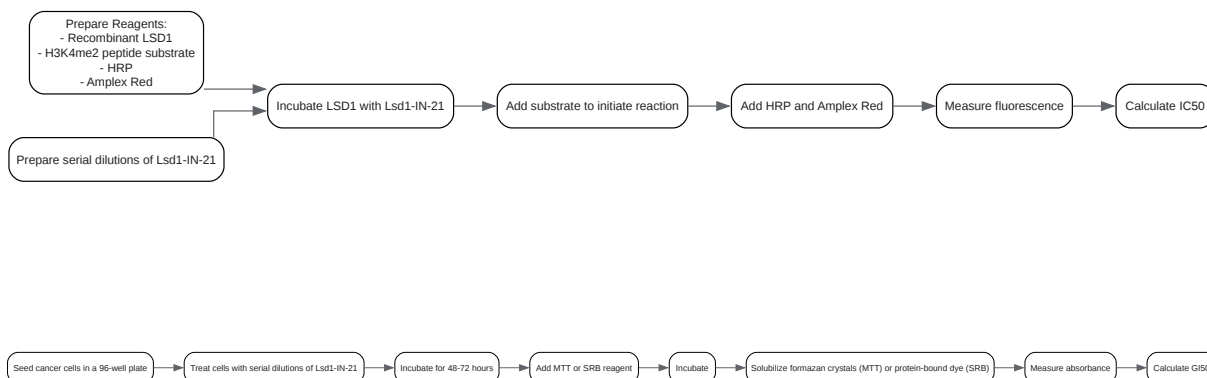 Prepare Reagents:
- Recombinant LSD1
- H3K4me2 peptide substrate
- HRP
- Amplex Red
Prepare serial dilutions of Lsd1-IN-21
Incubate LSD1 with Lsd1-IN-21
Add substrate to initiate reaction
Add HRP and Amplex Red
Measure fluorescence
Calculate IC50
Seed cancer cells in a 96-well plate
Treat cells with serial dilutions of Lsd1-IN-21
Incubate for 48-72 hours
Add MTT or SRB reagent
Incubate
Solubilize formazan crystals (MTT) or protein-bound dye (SRB)
Measure absorbance
Calculate GI50